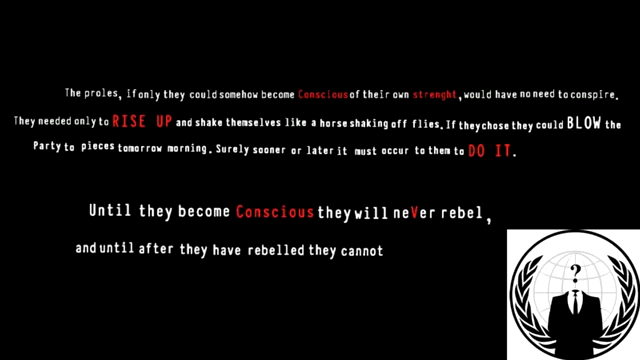 The proles, if only they could somehow become Conscious of their own strenght, would have no need to conspire.
They needed only to RISE UP and shake themselves like a horse shaking off flies. If they chose they could BLOW the
Party to pieces tomorrow morning. Surely sooner or later it must occur to them to DO IT.
Until they become Conscious they will neVer rebel,
and until after they have rebelled they cannot
?